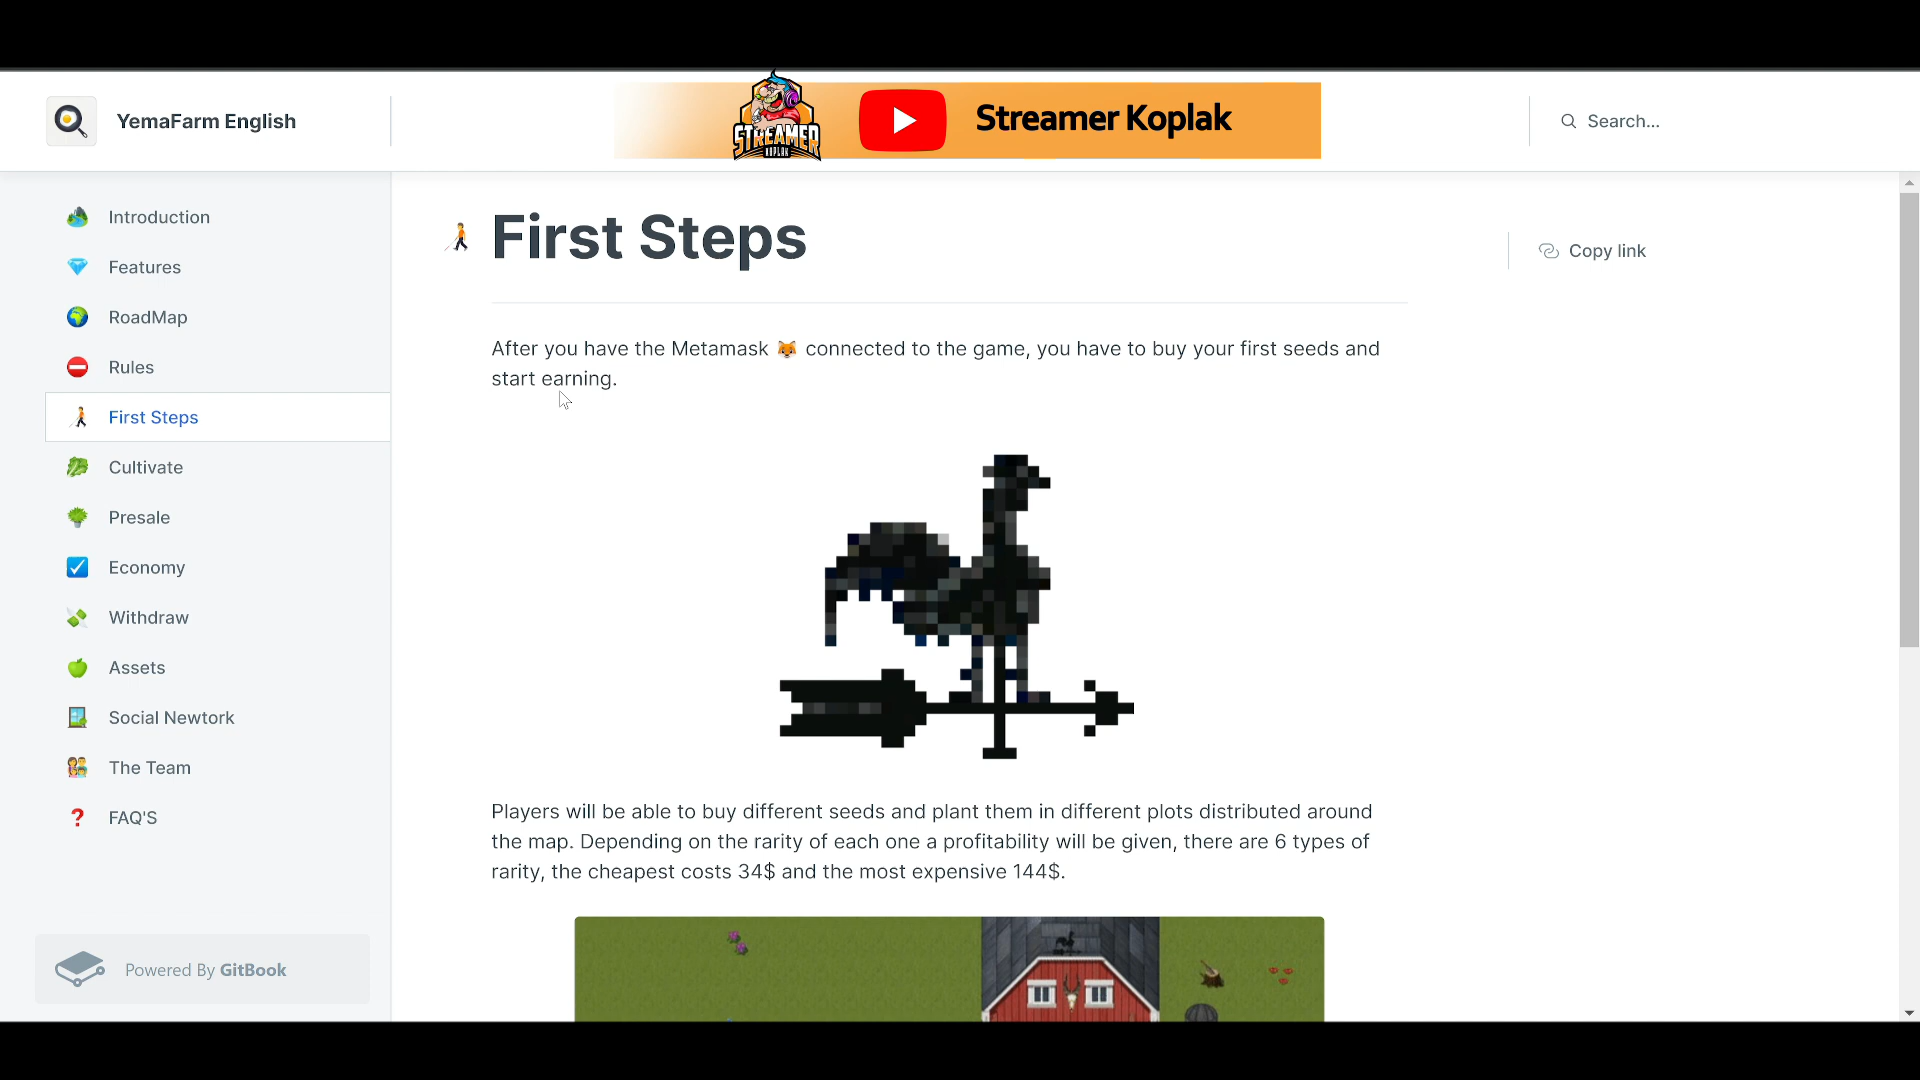 YemaFarm English
STREAMER
KOPLAK
Streamer Koplak
Search...
Introduction
Features
RoadMap
Rules
First Steps
Cultivate
Presale
Economy
Withdraw
Assets
Social Newtork
The Team
FAQ'S
Powered By GitBook
First Steps
Copy link
After you have the Metamask 🦊 connected to the game, you have to buy your first seeds and
start earning.
Players will be able to buy different seeds and plant them in different plots distributed around
the map. Depending on the rarity of each one a profitability will be given, there are 6 types of
rarity, the cheapest costs 34$ and the most expensive 144$.